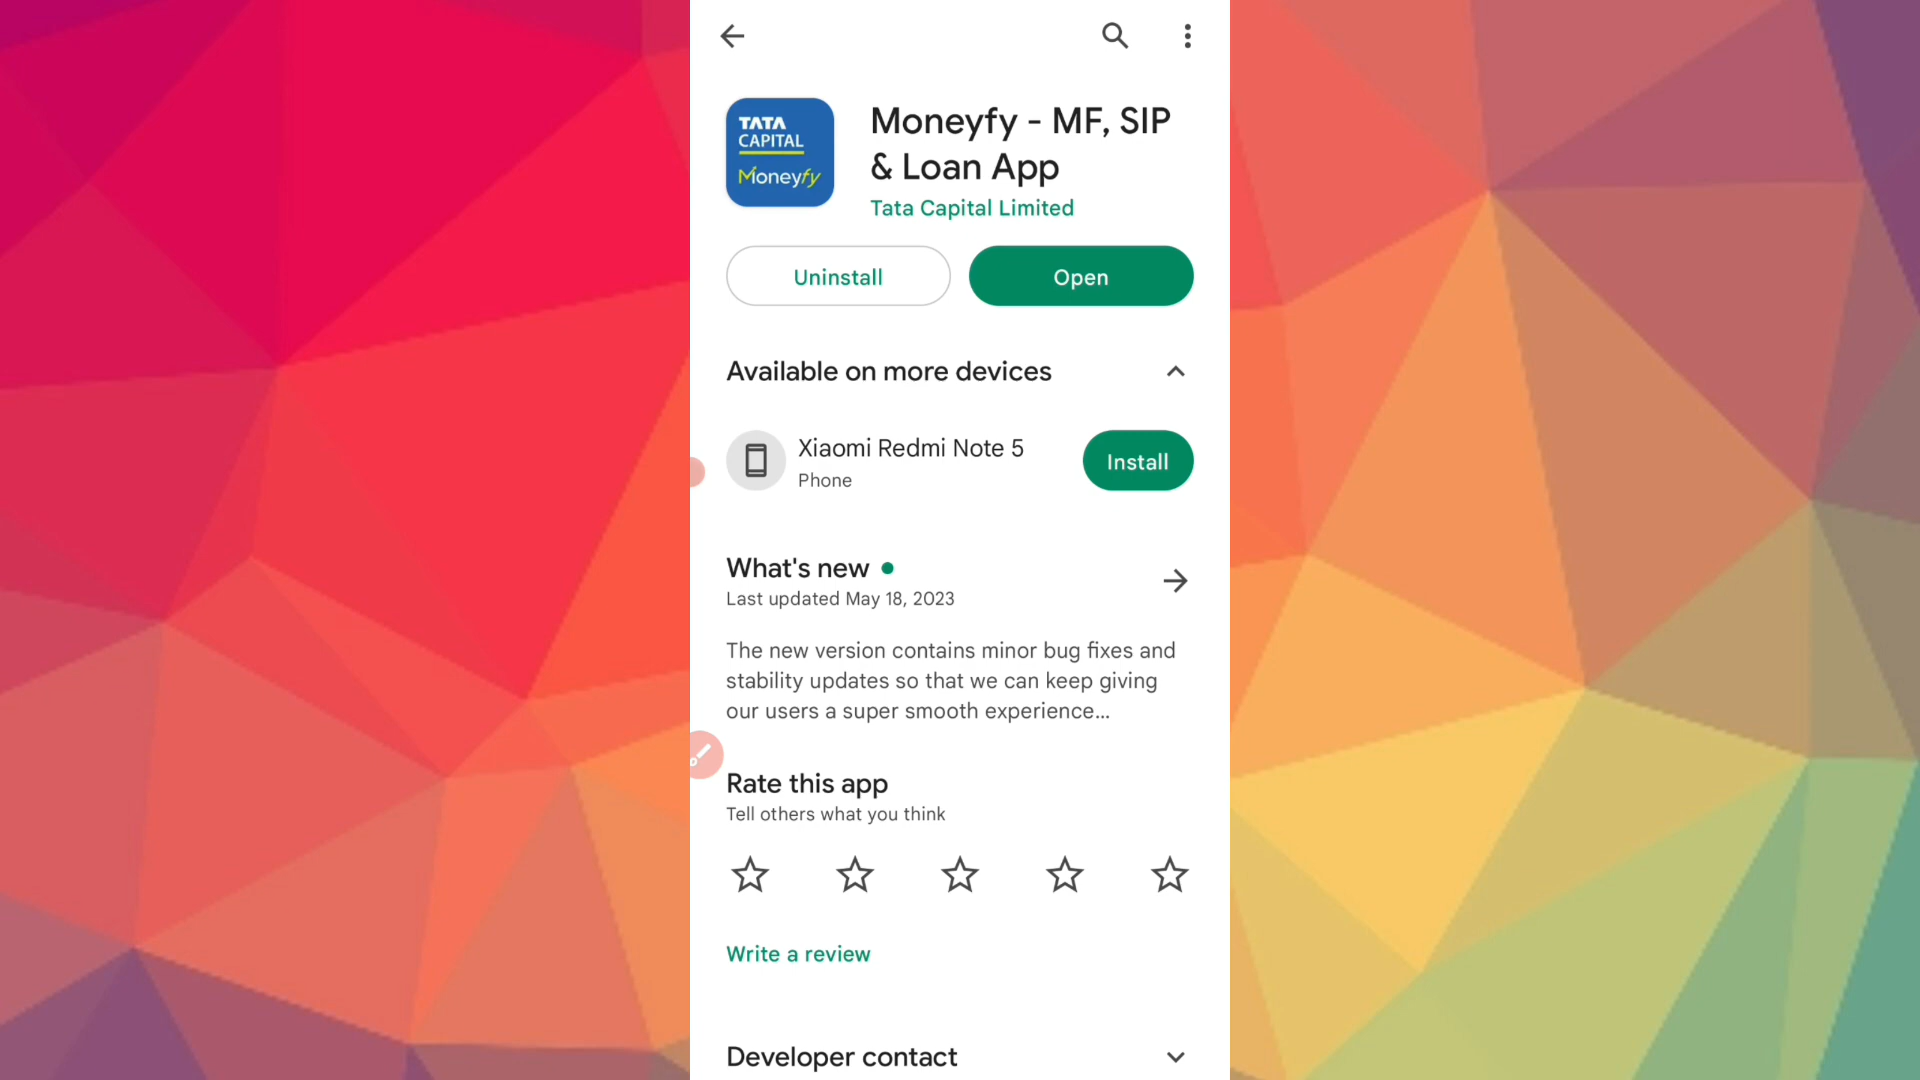 TATA
CAPITAL
Moneyfy
Moneyfy - MF, SIP
& Loan App
Tata Capital Limited
Uninstall
Open
Available on more devices
Xiaomi Redmi Note 5
Phone
Install
What's new
Last updated May 18, 2023
The new version contains minor bug fixes and
stability updates so that we can keep giving
our users a super smooth experience...
Rate this app
Tell others what you think
Write a review
Developer contact